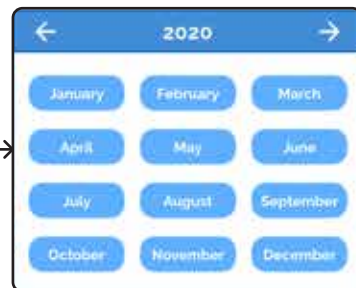 2020
January February March
April May June
July August September
October November December